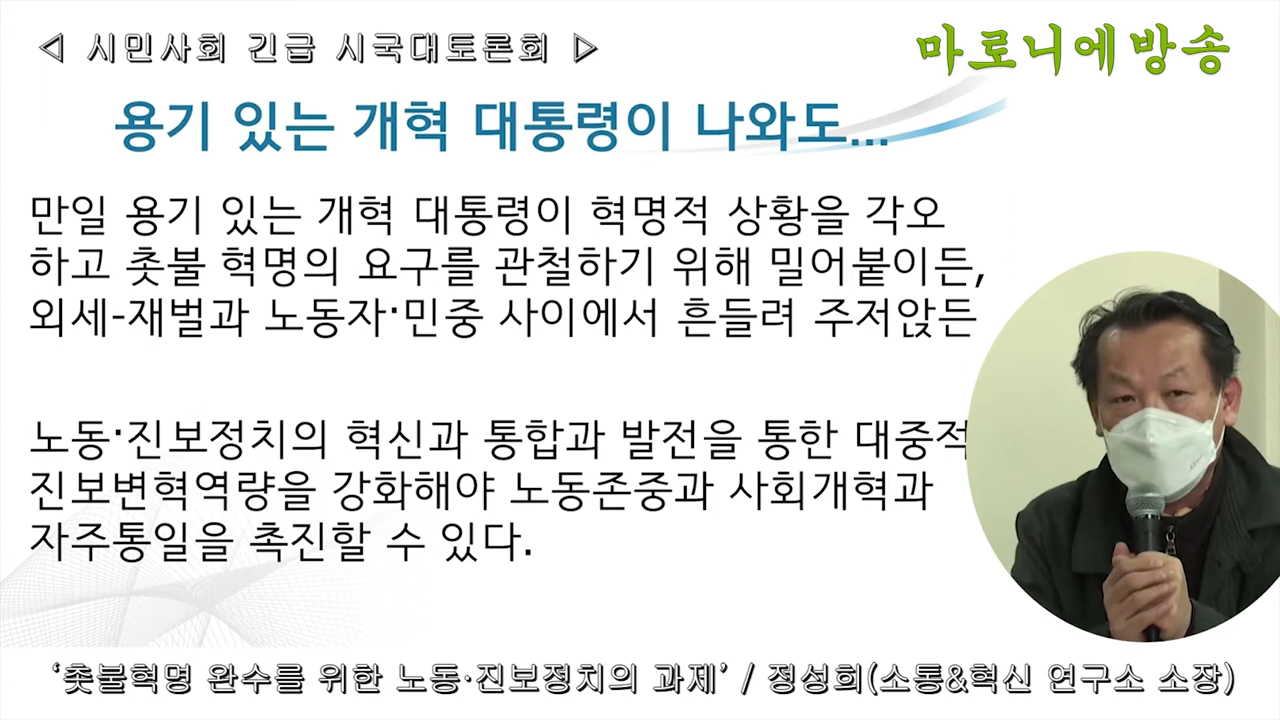 ◁ 시민사회 긴급 시국대토론회 ▷
마로니에방송
용기 있는 개혁 대통령이 나와도...
만일 용기 있는 개혁 대통령이 혁명적 상황을 각오
하고 촛불 혁명의 요구를 관철하기 위해 밀어붙이든,
외세-재벌과 노동자·민중 사이에서 흔들려 주저앉든
노동·진보정치의 혁신과 통합과 발전을 통한 대중적
진보변혁역량을 강화해야 노동존중과 사회개혁과
자주통일을 촉진할 수 있다.
‘촛불혁명 완수를 위한 노동·진보정치의 과제’ / 정성희(소통&혁신 연구소 소장)